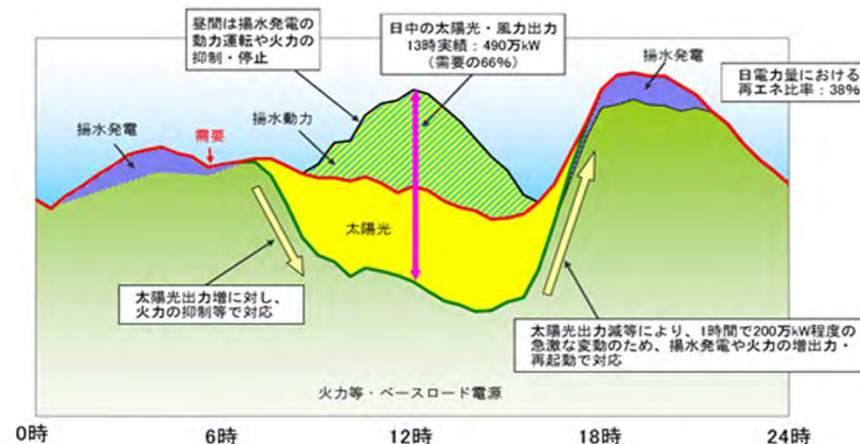 昼間は揚水発電の
動力運転や火力の
抑制・停止
日中の太陽光・風力出力
13時実績：490万kW
（需要の66%）
揚水発電
日電力量における
再エネ比率：38%
揚水動力
揚水発電
需要
太陽光
太陽光出力増に対し、
火力の抑制等で対応
太陽光出力減等により、1時間で200万kW程度の
急激な変動のため、揚水発電や火力の増出力・
再起動で対応
火力等・ベースロード電源
0時
6時
12時
18時
24時